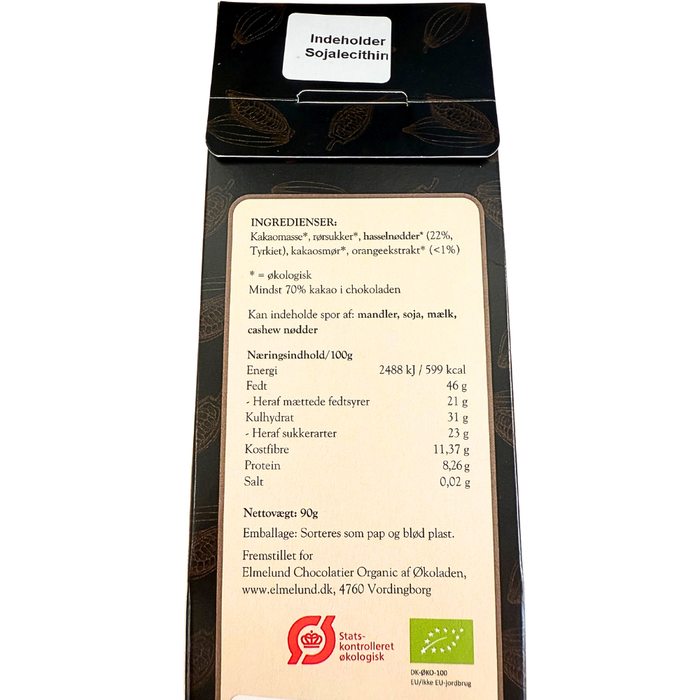 Indeholder
Sojalecithin
INGREDIENSER:
Kakaomasse*, rørsukker*, hasselnødder* (22%,
Tyrkiet), kakaosmør*, orangeekstrakt* (<1%)
* = økologisk
Mindst 70% kakao i chokoladen
Kan indeholde spor af: mandler, soja, mælk,
cashew nødder
Næringsindhold/100g
Energi 2488 kJ / 599 kcal
Fedt 46 g
- Heraf mættede fedtsyrer 21 g
Kulhydrat 31 g
- Heraf sukkerarter 23 g
Kostfibre 11,37 g
Protein 8,26 g
Salt 0,02 g
Nettovægt: 90g
Emballage: Sorteres som pap og blød plast.
Fremstillet for
Elmelund Chocolatier Organic af Økoladen,
www.elmelund.dk, 4760 Vordingborg
Stats-
kontrolleret
økologisk
DK-ØKO-100
EU/ikke EU-jordbrug